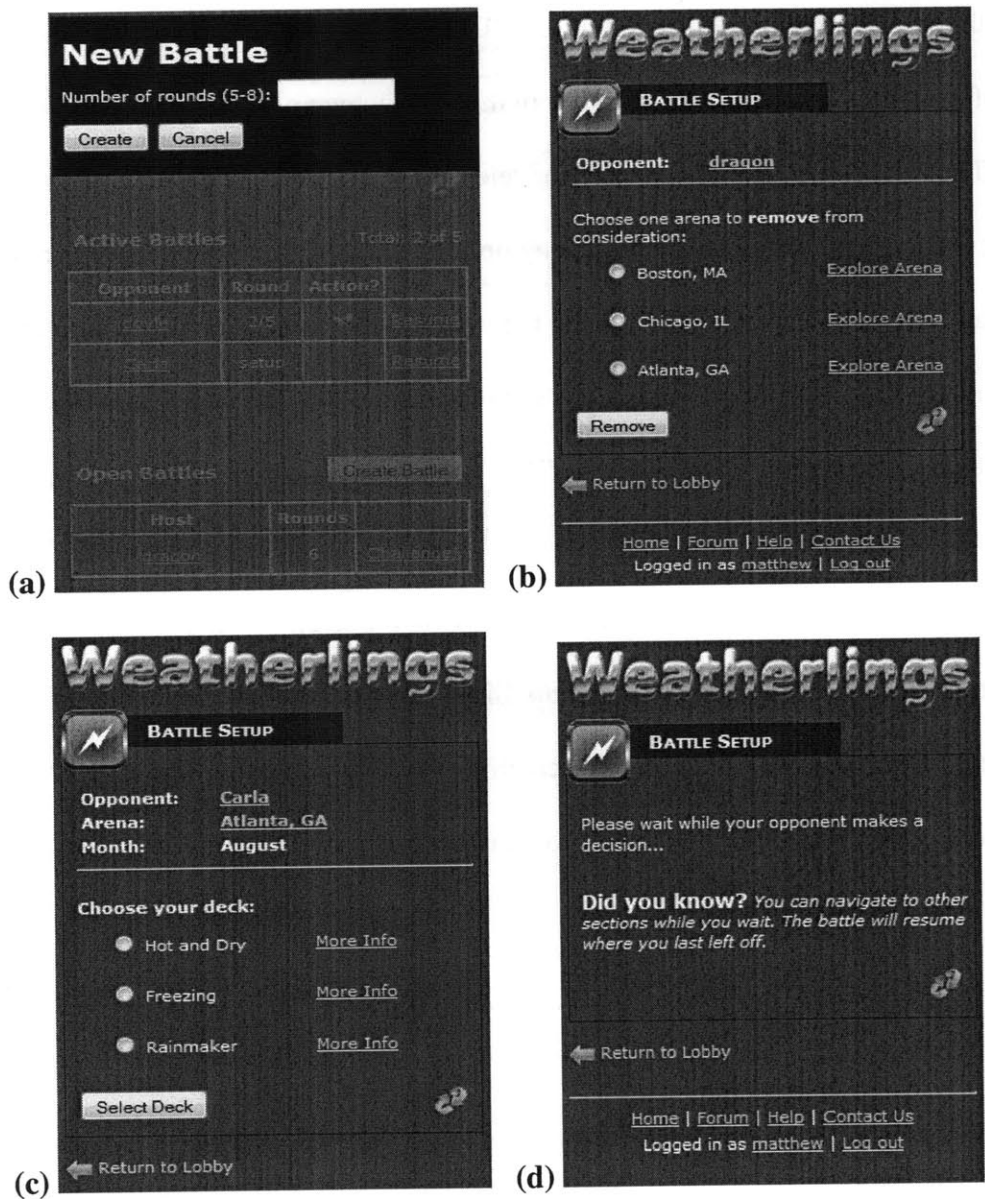 New Battle
Number of rounds (5-8):
Create Cancel
Active Battles Total: 2 of 5
Opponent Round Action?
2/5 Resume
setup Resume
Open Battles Create Battle
Host Rounds
dragon 6 Challenge
(a)
Weatherlings
BATTLE SETUP
Opponent: dragon
Choose one arena to remove from
consideration:
Boston, MA Explore Arena
Chicago, IL Explore Arena
Atlanta, GA Explore Arena
Remove
Return to Lobby
Home | Forum | Help | Contact Us
Logged in as matthew | Log out
(b)
Weatherlings
BATTLE SETUP
Opponent: Carla
Arena: Atlanta, GA
Month: August
Choose your deck:
Hot and Dry More Info
Freezing More Info
Rainmaker More Info
Select Deck
Return to Lobby
(c)
Weatherlings
BATTLE SETUP
Please wait while your opponent makes a
decision...
Did you know? You can navigate to other
sections while you wait. The battle will resume
where you last left off.
Return to Lobby
Home | Forum | Help | Contact Us
Logged in as matthew | Log out
(d)